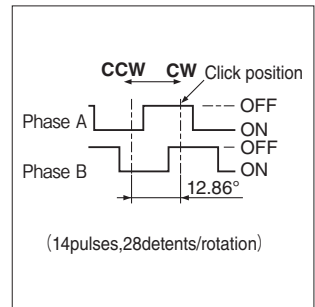 CCW CW Click position
Phase A OFF
ON
Phase B OFF
ON
12.86°
(14pulses,28detents/rotation)